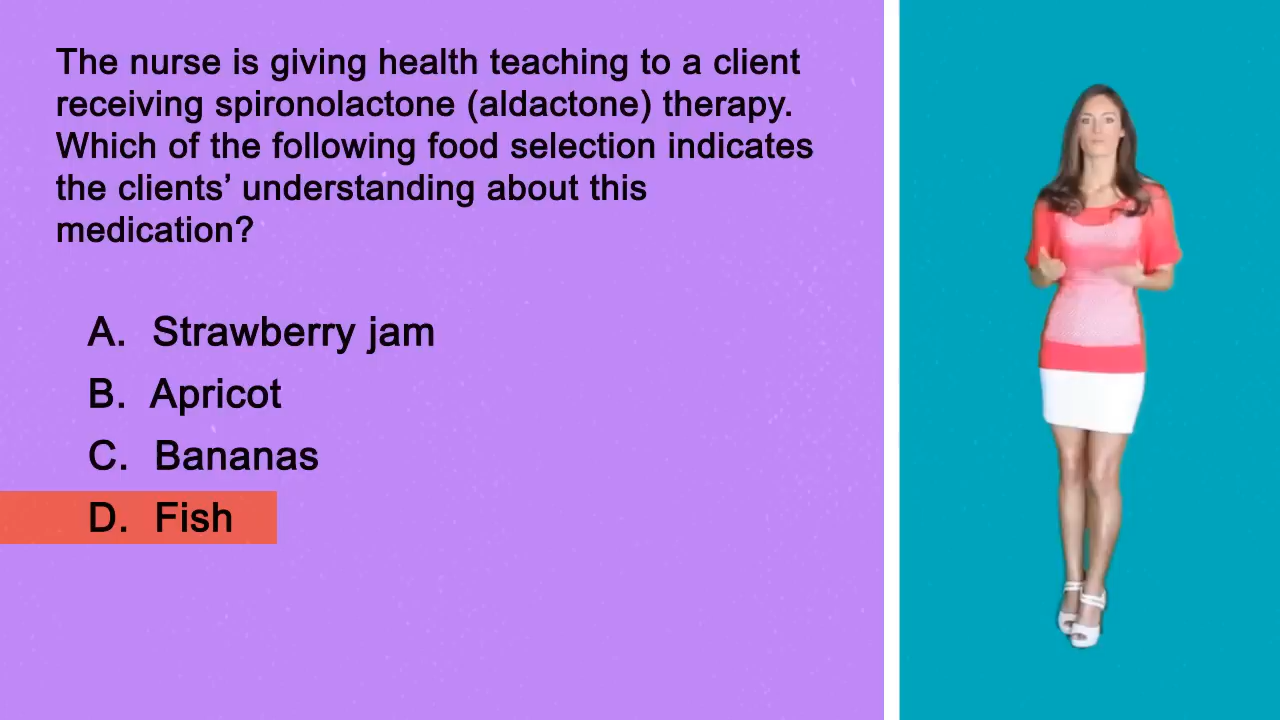 The nurse is giving health teaching to a client
receiving spironolactone (aldactone) therapy.
Which of the following food selection indicates
the clients’ understanding about this
medication?
A. Strawberry jam
B. Apricot
C. Bananas
D. Fish